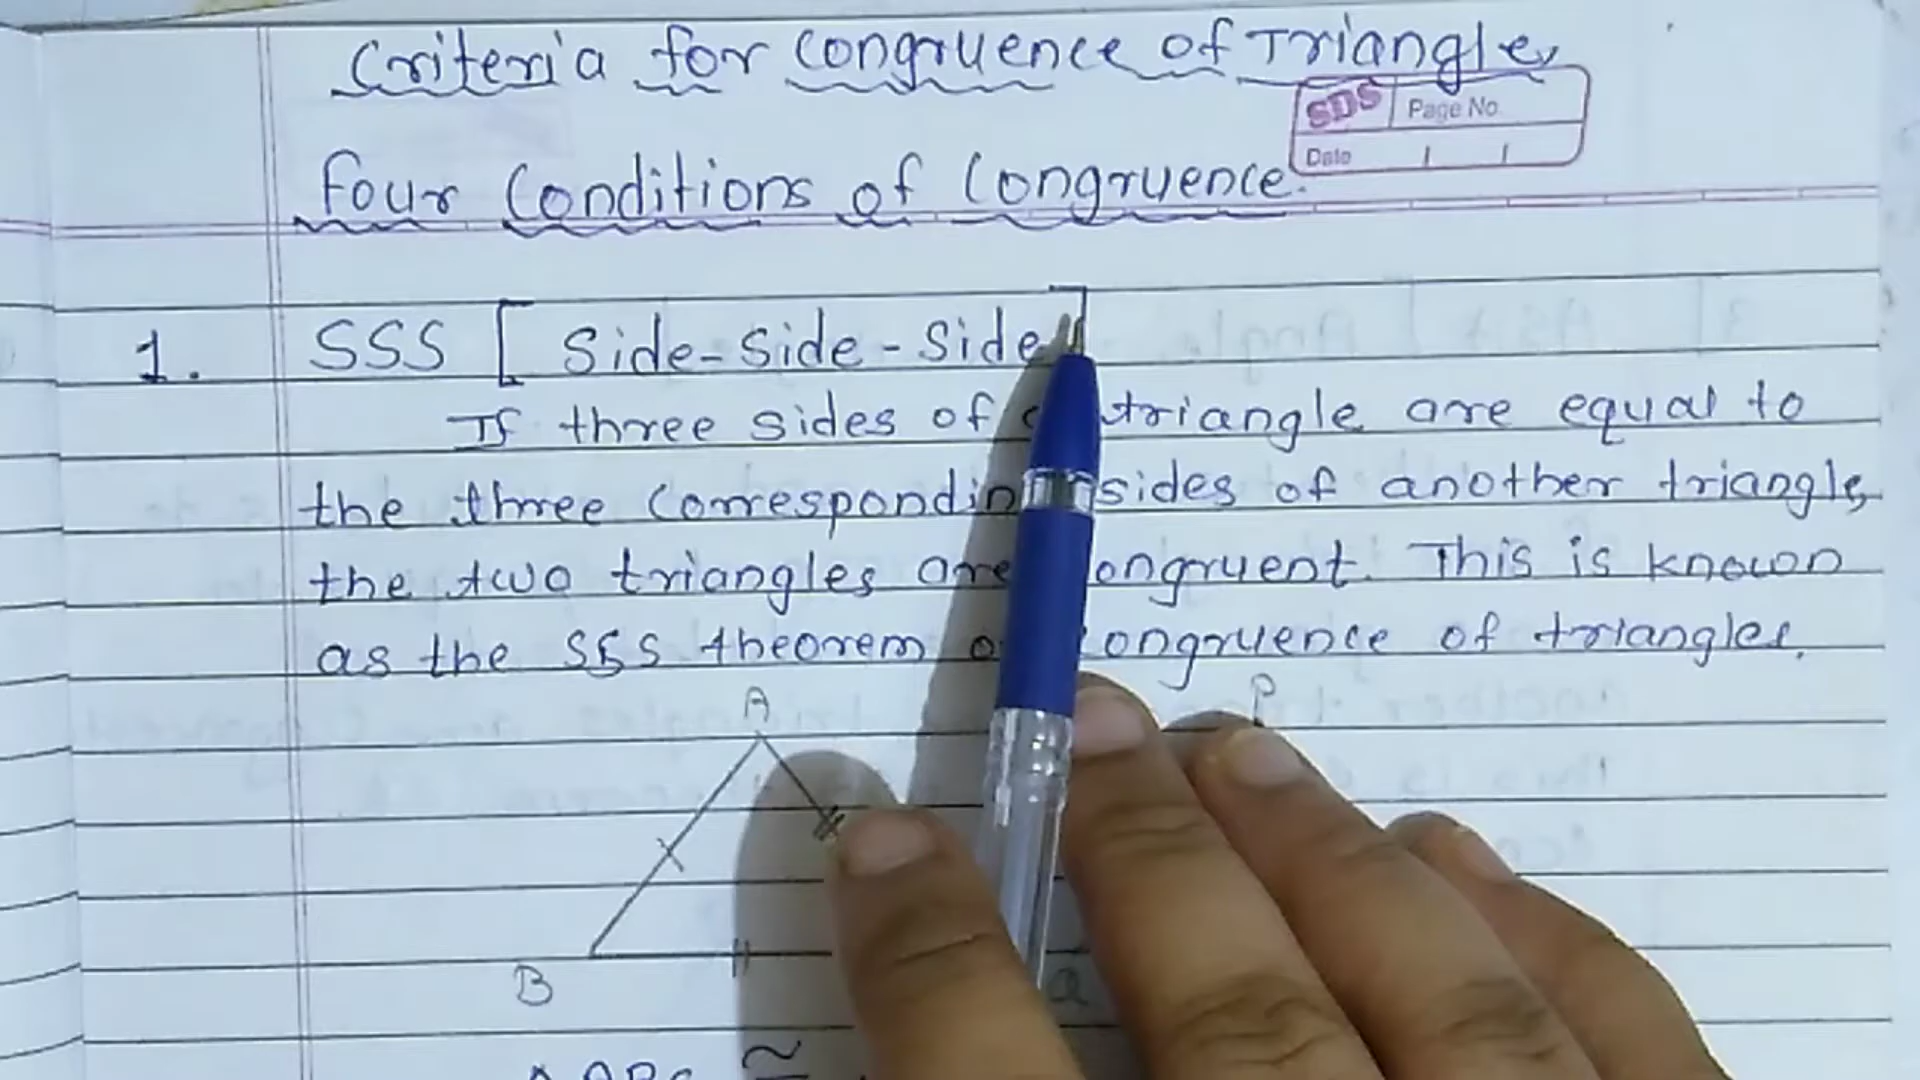 Criteria for Congruence of Triangle,
SDS Page No.
Date
Four Conditions of Congruence.
1. SSS [ Side-Side-Side]
If three sides of triangle are equal to
the three correspondin sides of another triangle,
the two triangles are ongruent. This is known
as the SSS theorem o ongruence of triangles.
A P
B Q
≅